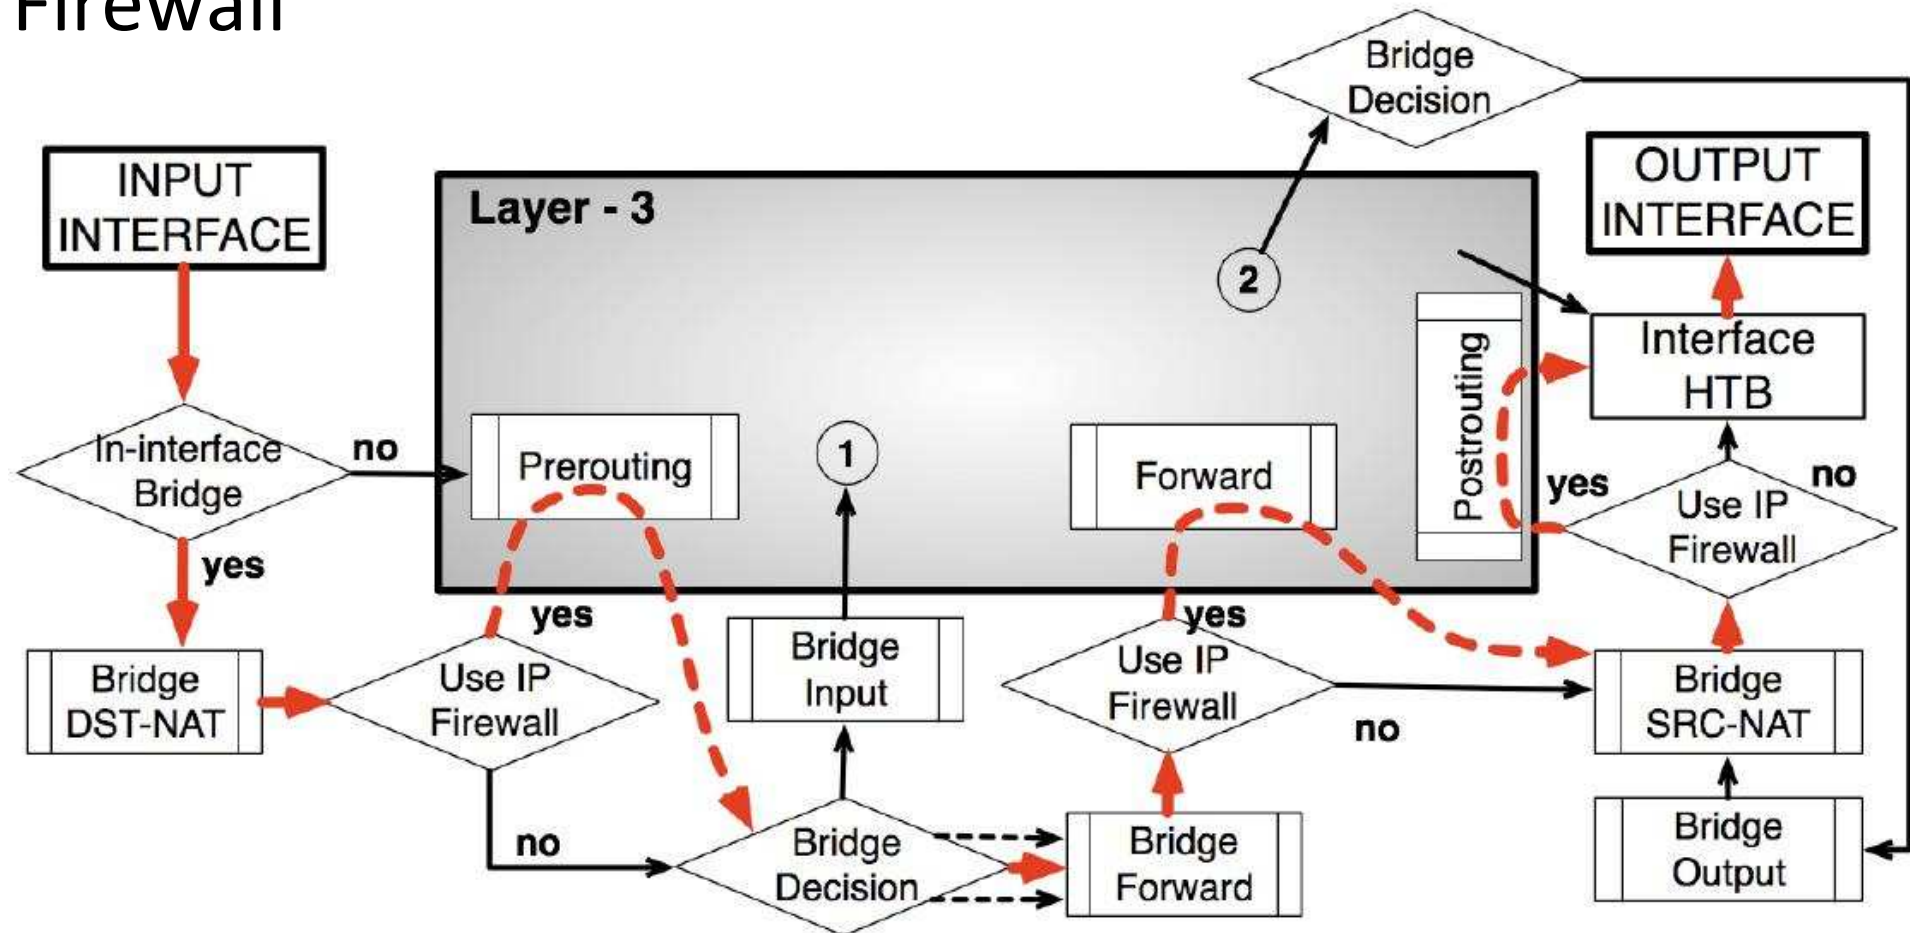 Firewall
Bridge
Decision
INPUT
INTERFACE
Layer - 3
OUTPUT
INTERFACE
2
Interface
HTB
In-interface
Bridge
no
Prerouting
1
Forward
Postrouting
yes
no
Use IP
Firewall
yes
yes
yes
Bridge
DST-NAT
Use IP
Firewall
Bridge
Input
Use IP
Firewall
no
Bridge
SRC-NAT
no
Bridge
Decision
Bridge
Forward
Bridge
Output